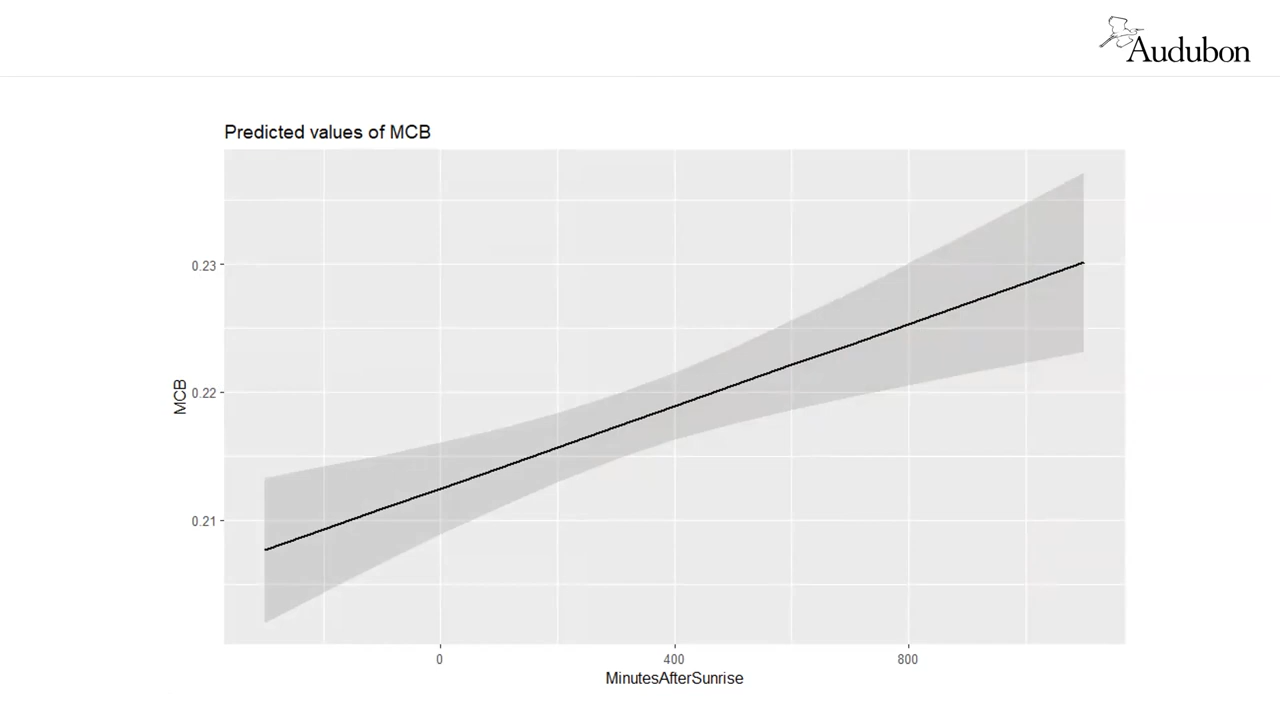 Audubon
Predicted values of MCB
0.23
0.22
0.21
MCB
0
400
800
MinutesAfterSunrise